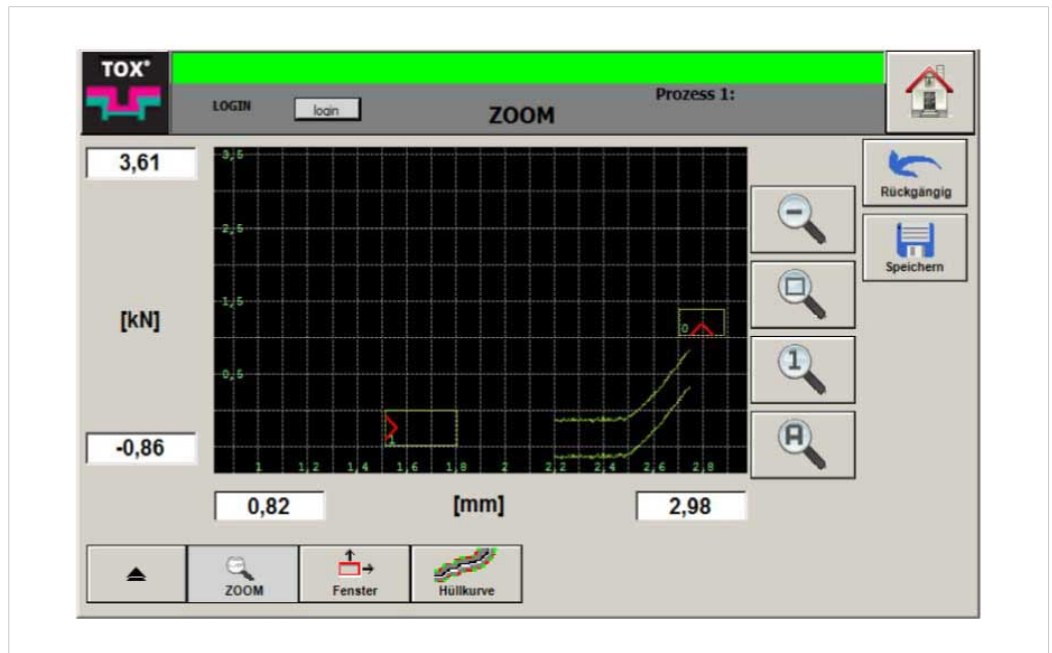 TOX®
LOGIN
login
ZOOM
Prozess 1:
3,61
[kN]
-0,86
3,5
2,5
1,5
0,5
0
1
1 1,2 1,4 1,6 1,8 2 2,2 2,4 2,6 2,8
0,82
[mm]
2,98
1
A
Rückgängig
Speichern
ZOOM
Fenster
Hüllkurve